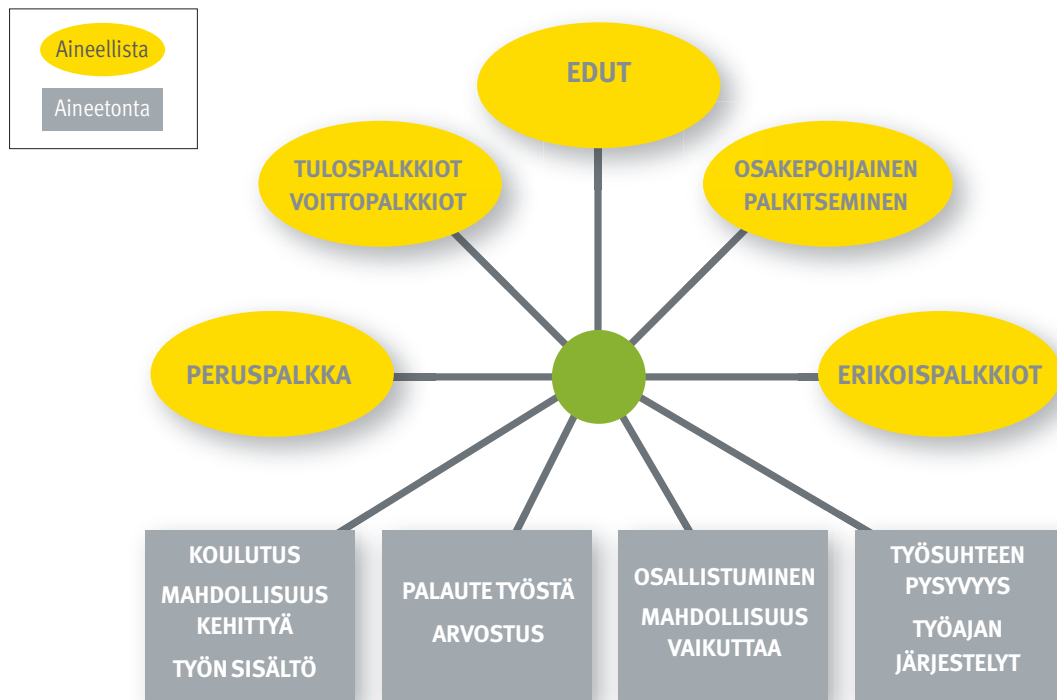 Aineellista
Aineetonta
EDUT
TULOSPALKKIOT
VOITTOPALKKIOT
OSAKEPOHJAINEN
PALKITSEMINEN
PERUSPALKKA
ERIKOISPALKKIOT
KOULUTUS
MAHDOLLISUUS
KEHITTYÄ
TYÖN SISÄLTÖ
PALAUTE TYÖSTÄ
ARVOSTUS
OSALLISTUMINEN
MAHDOLLISUUS
VAIKUTTAA
TYÖSUHTEEN
PYSYVYYS
TYÖAJAN
JÄRJESTELYT